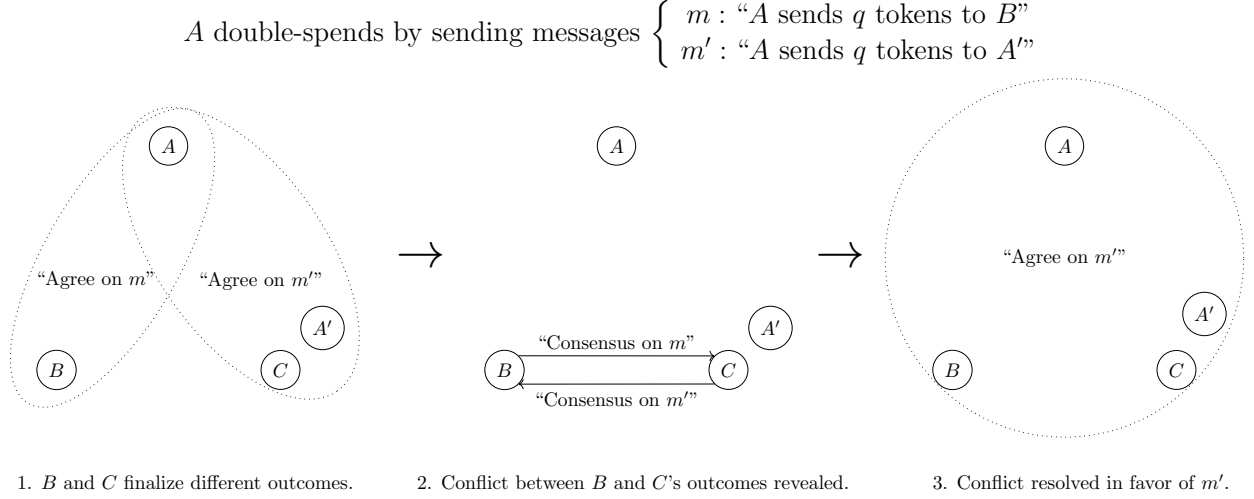 A double-spends by sending messages { m : “A sends q tokens to B”
m′ : “A sends q tokens to A′”
A
“Agree on m”
“Agree on m′”
A′
B
C
→
A
“Consensus on m”
A′
B
C
“Consensus on m′”
→
A
“Agree on m′”
A′
B
C
1. B and C finalize different outcomes.
2. Conflict between B and C's outcomes revealed.
3. Conflict resolved in favor of m′.